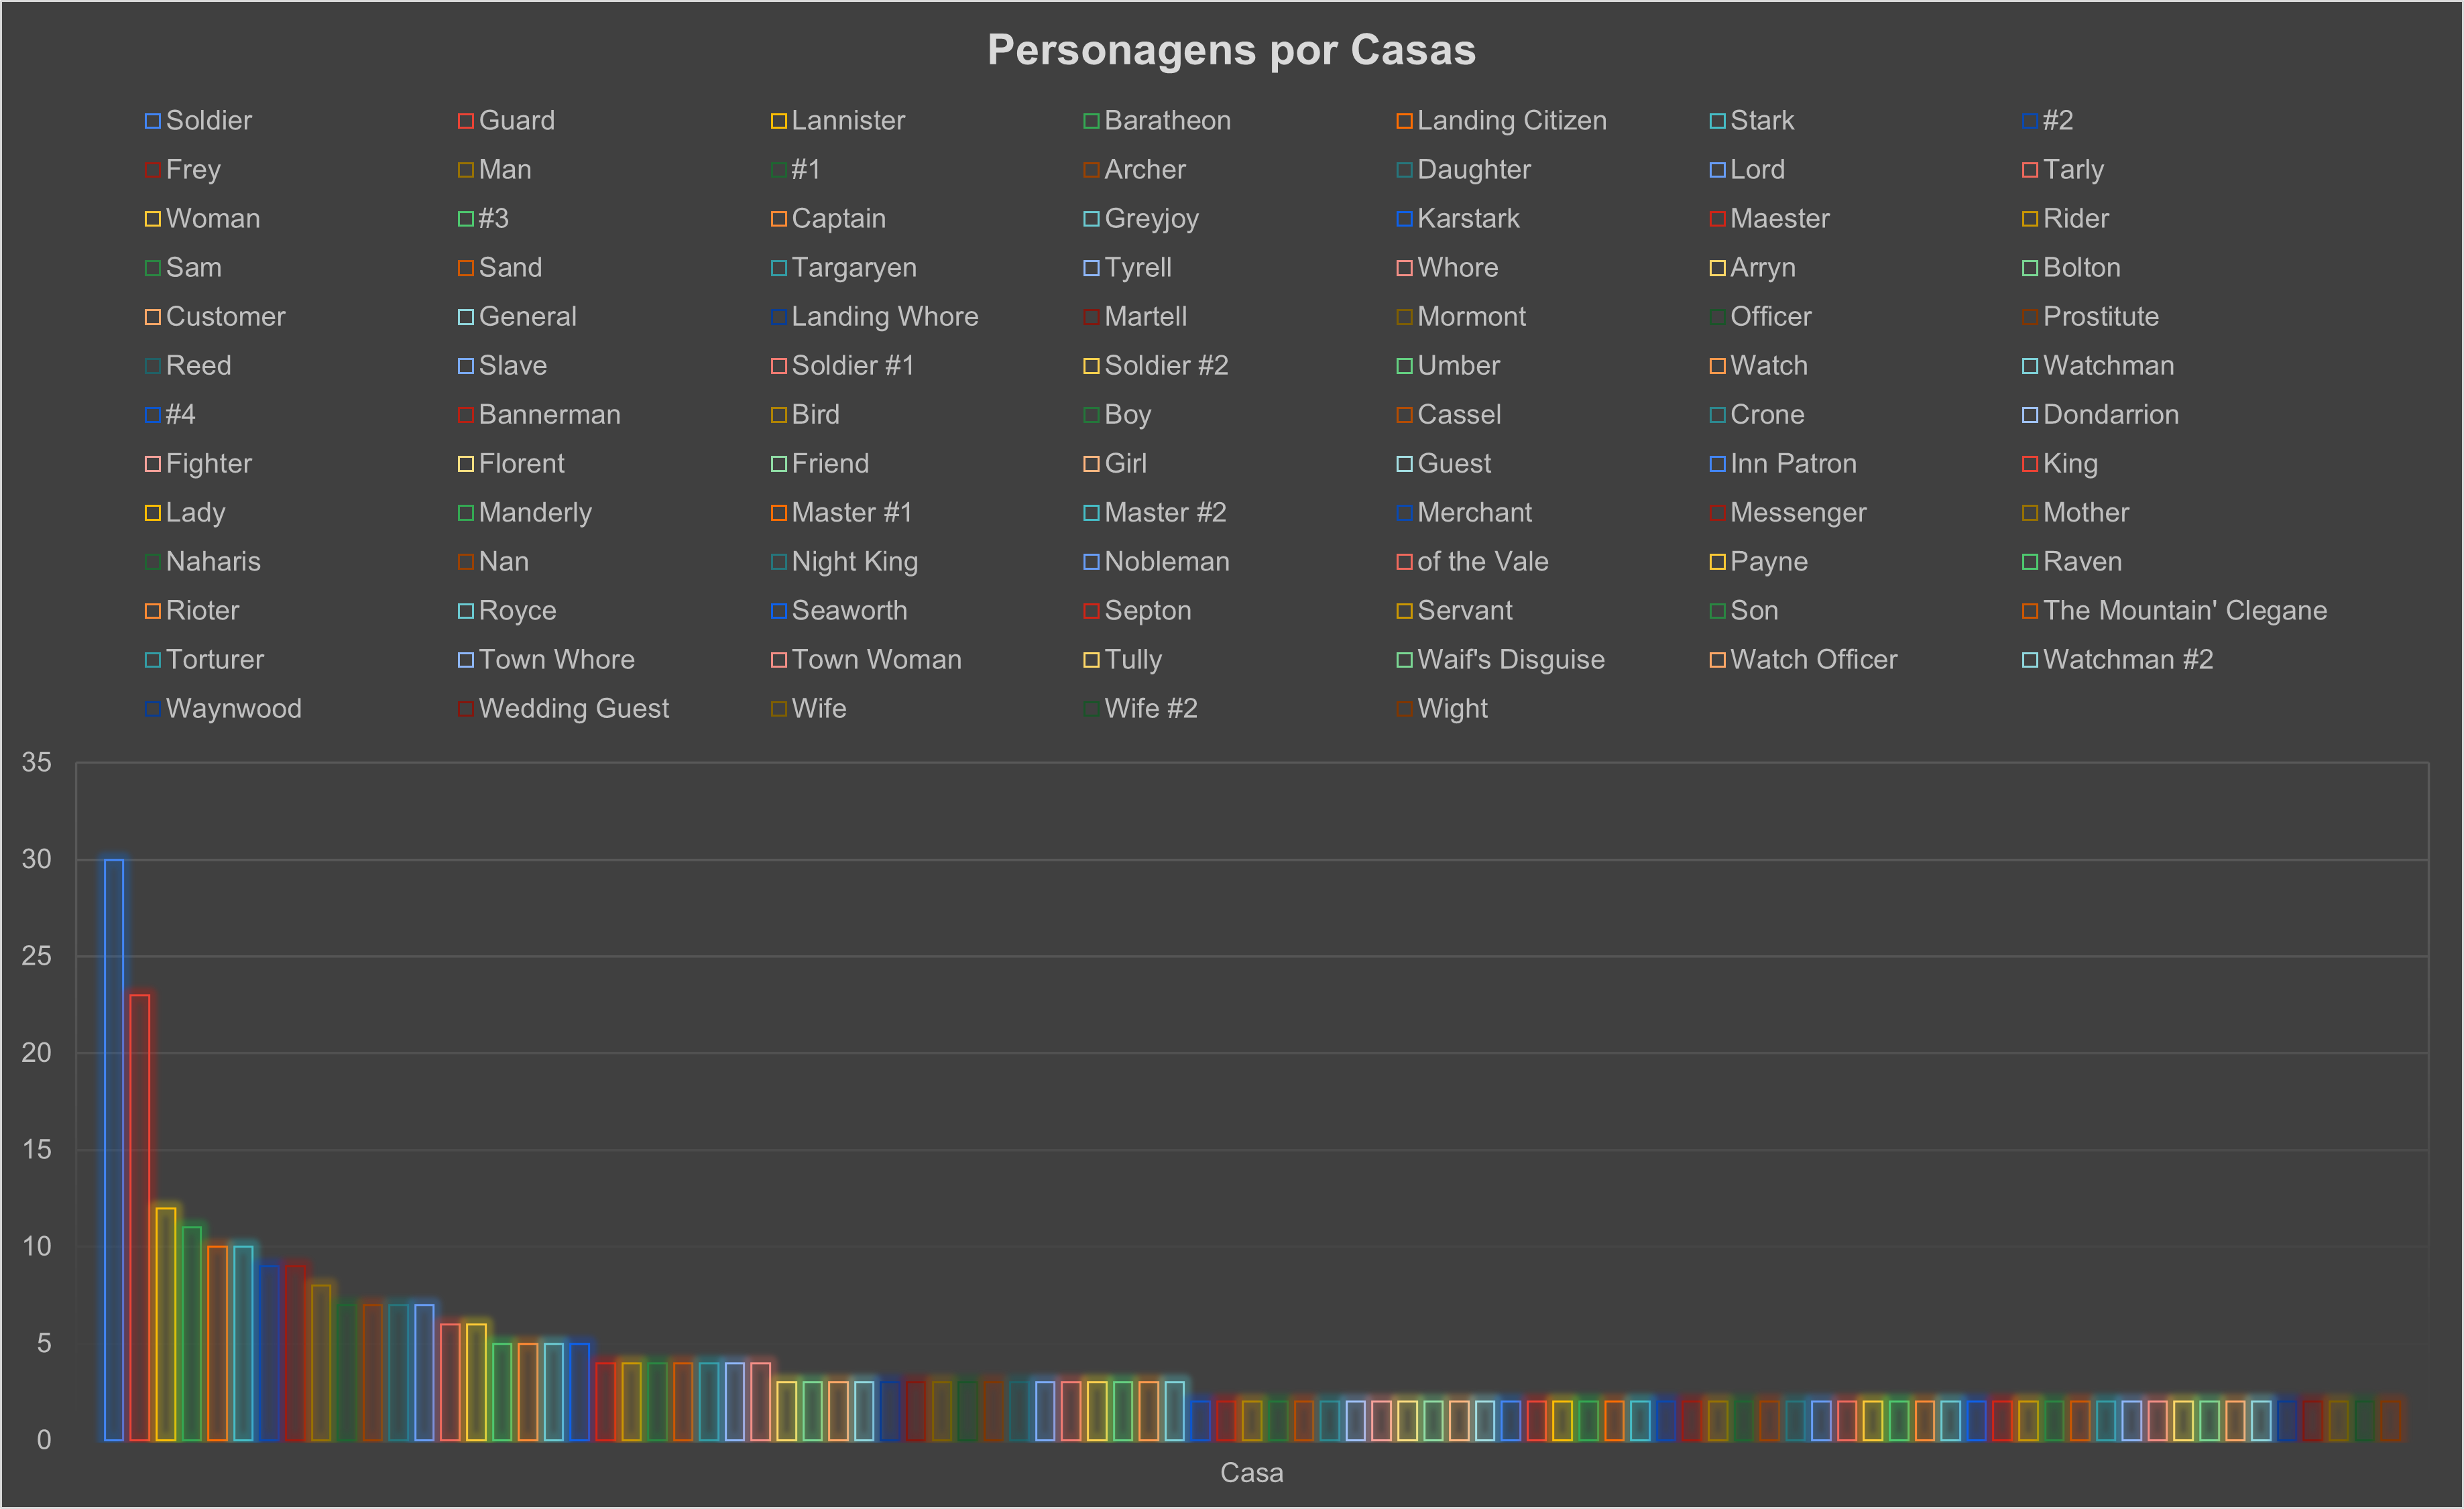 Personagens por Casas
Soldier Guard Lannister Baratheon Landing Citizen Stark #2
Frey Man #1 Archer Daughter Lord Tarly
Woman #3 Captain Greyjoy Karstark Maester Rider
Sam Sand Targaryen Tyrell Whore Arryn Bolton
Customer General Landing Whore Martell Mormont Officer Prostitute
Reed Slave Soldier #1 Soldier #2 Umber Watch Watchman
#4 Bannerman Bird Boy Cassel Crone Dondarrion
Fighter Florent Friend Girl Guest Inn Patron King
Lady Manderly Master #1 Master #2 Merchant Messenger Mother
Naharis Nan Night King Nobleman of the Vale Payne Raven
Rioter Royce Seaworth Septon Servant Son The Mountain' Clegane
Torturer Town Whore Town Woman Tully Waif's Disguise Watch Officer Watchman #2
Waynwood Wedding Guest Wife Wife #2 Wight
35
30
25
20
15
10
5
0
Casa